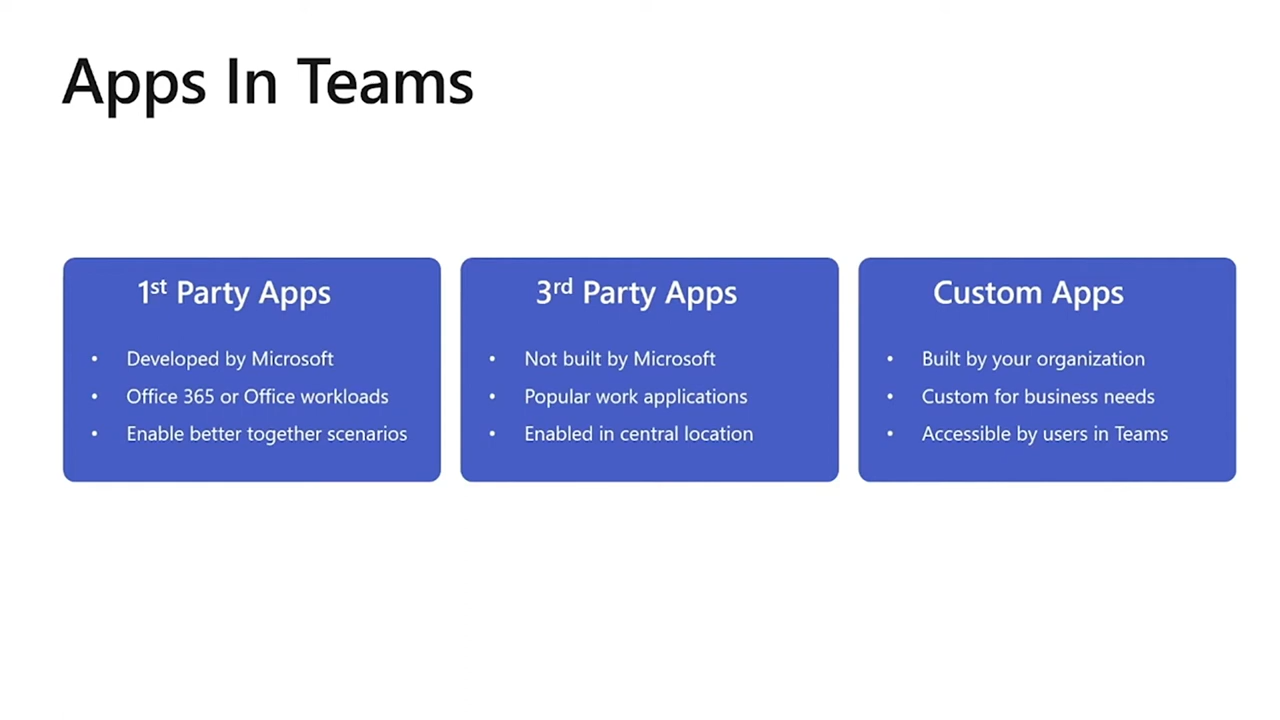 Apps In Teams
1st Party Apps
• Developed by Microsoft
• Office 365 or Office workloads
• Enable better together scenarios
3rd Party Apps
• Not built by Microsoft
• Popular work applications
• Enabled in central location
Custom Apps
• Built by your organization
• Custom for business needs
• Accessible by users in Teams